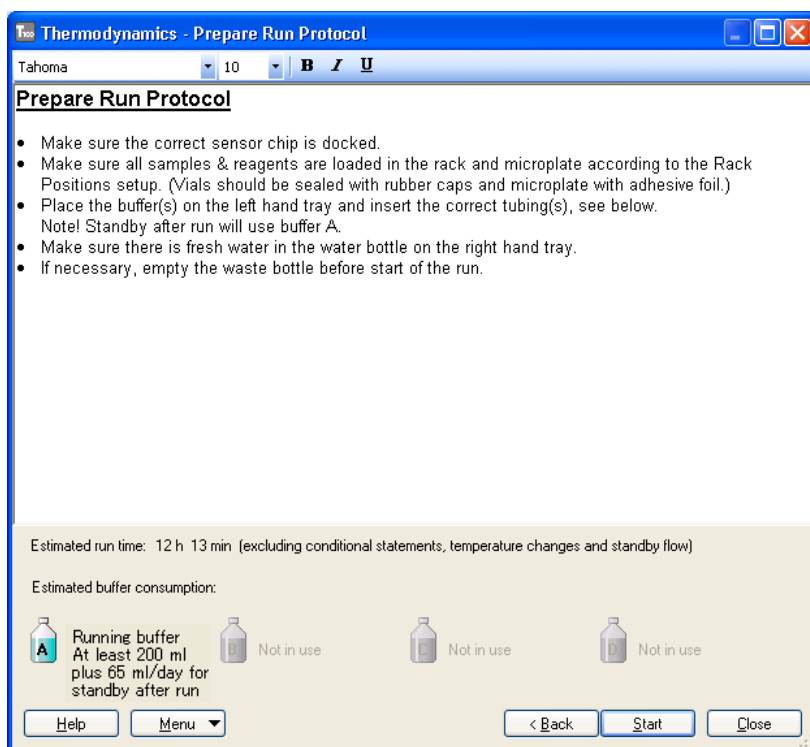 T100 Thermodynamics - Prepare Run Protocol
Tahoma 10 B I U
Prepare Run Protocol
• Make sure the correct sensor chip is docked.
• Make sure all samples & reagents are loaded in the rack and microplate according to the Rack
Positions setup. (Vials should be sealed with rubber caps and microplate with adhesive foil.)
• Place the buffer(s) on the left hand tray and insert the correct tubing(s), see below.
Note! Standby after run will use buffer A.
• Make sure there is fresh water in the water bottle on the right hand tray.
• If necessary, empty the waste bottle before start of the run.
Estimated run time: 12 h 13 min (excluding conditional statements, temperature changes and standby flow)
Estimated buffer consumption:
A Running buffer
At least 200 ml
plus 65 ml/day for
standby after run
B Not in use
C Not in use
D Not in use
Help Menu < Back Start Close